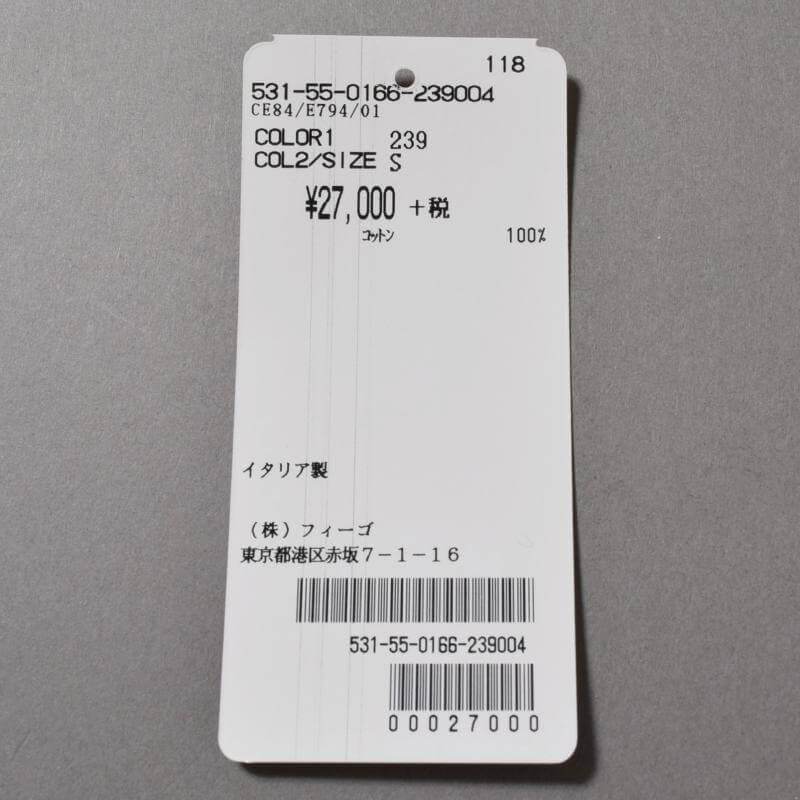 118
531-55-0166-239004
CE84/E794/01
COLOR1 239
COL2/SIZE S
¥27,000 +税
コットン 100%
イタリア製
(株)フィーゴ
東京都港区赤坂7-1-16
531-55-0166-239004
00027000